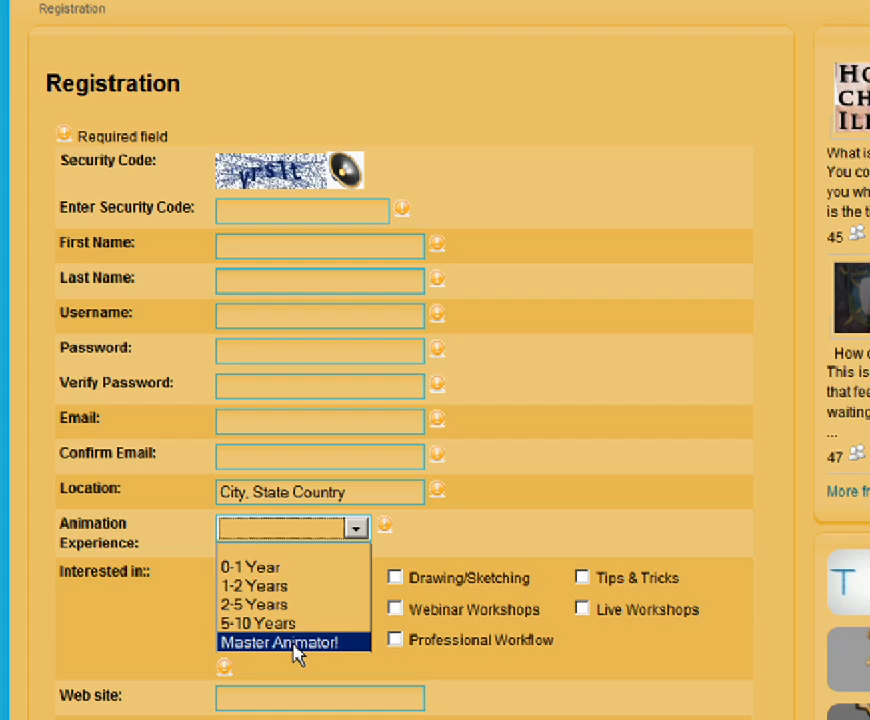 Registration
Registration
Required field
Security Code:
yrslt
Enter Security Code:
First Name:
Last Name:
Username:
Password:
Verify Password:
Email:
Confirm Email:
Location: City, State Country
Animation
Experience:
0-1 Year
1-2 Years
2-5 Years
5-10 Years
Master Animator!
Interested in::
Drawing/Sketching Tips & Tricks
Webinar Workshops Live Workshops
Professional Workflow
Web site:
What is
You co
you wh
is the t
45
How
This is
that fee
waiting
...
47
More fr
T